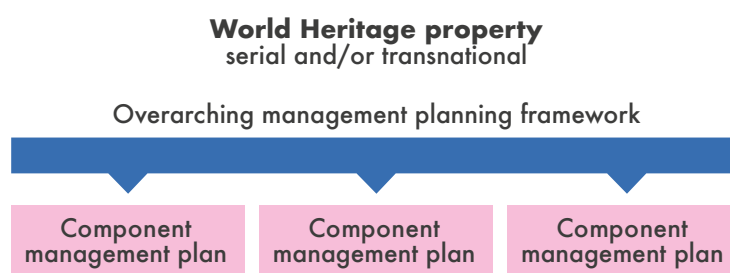 World Heritage property
serial and/or transnational
Overarching management planning framework
Component
management plan
Component
management plan
Component
management plan